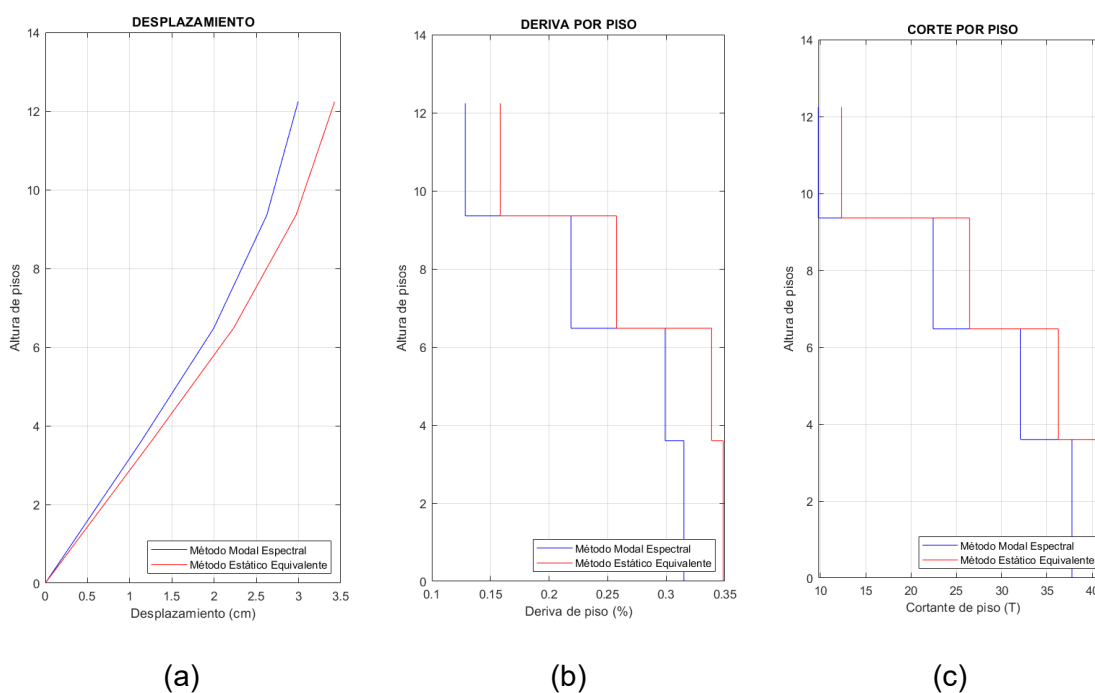 DESPLAZAMIENTO
14
12
10
8
6
4
2
0
Altura de pisos
0
0.5
1
1.5
2
2.5
3
3.5
Desplazamiento (cm)
Método Modal Espectral
Método Estático Equivalente
(a)
DERIVA POR PISO
14
12
10
8
6
4
2
0
Altura de pisos
0.1
0.15
0.2
0.25
0.3
0.35
Deriva de piso (%)
Método Modal Espectral
Método Estático Equivalente
(b)
CORTE POR PISO
14
12
10
8
6
4
2
0
Altura de pisos
10
15
20
25
30
35
40
Cortante de piso (T)
Método Modal Espectral
Método Estático Equivalente
(c)